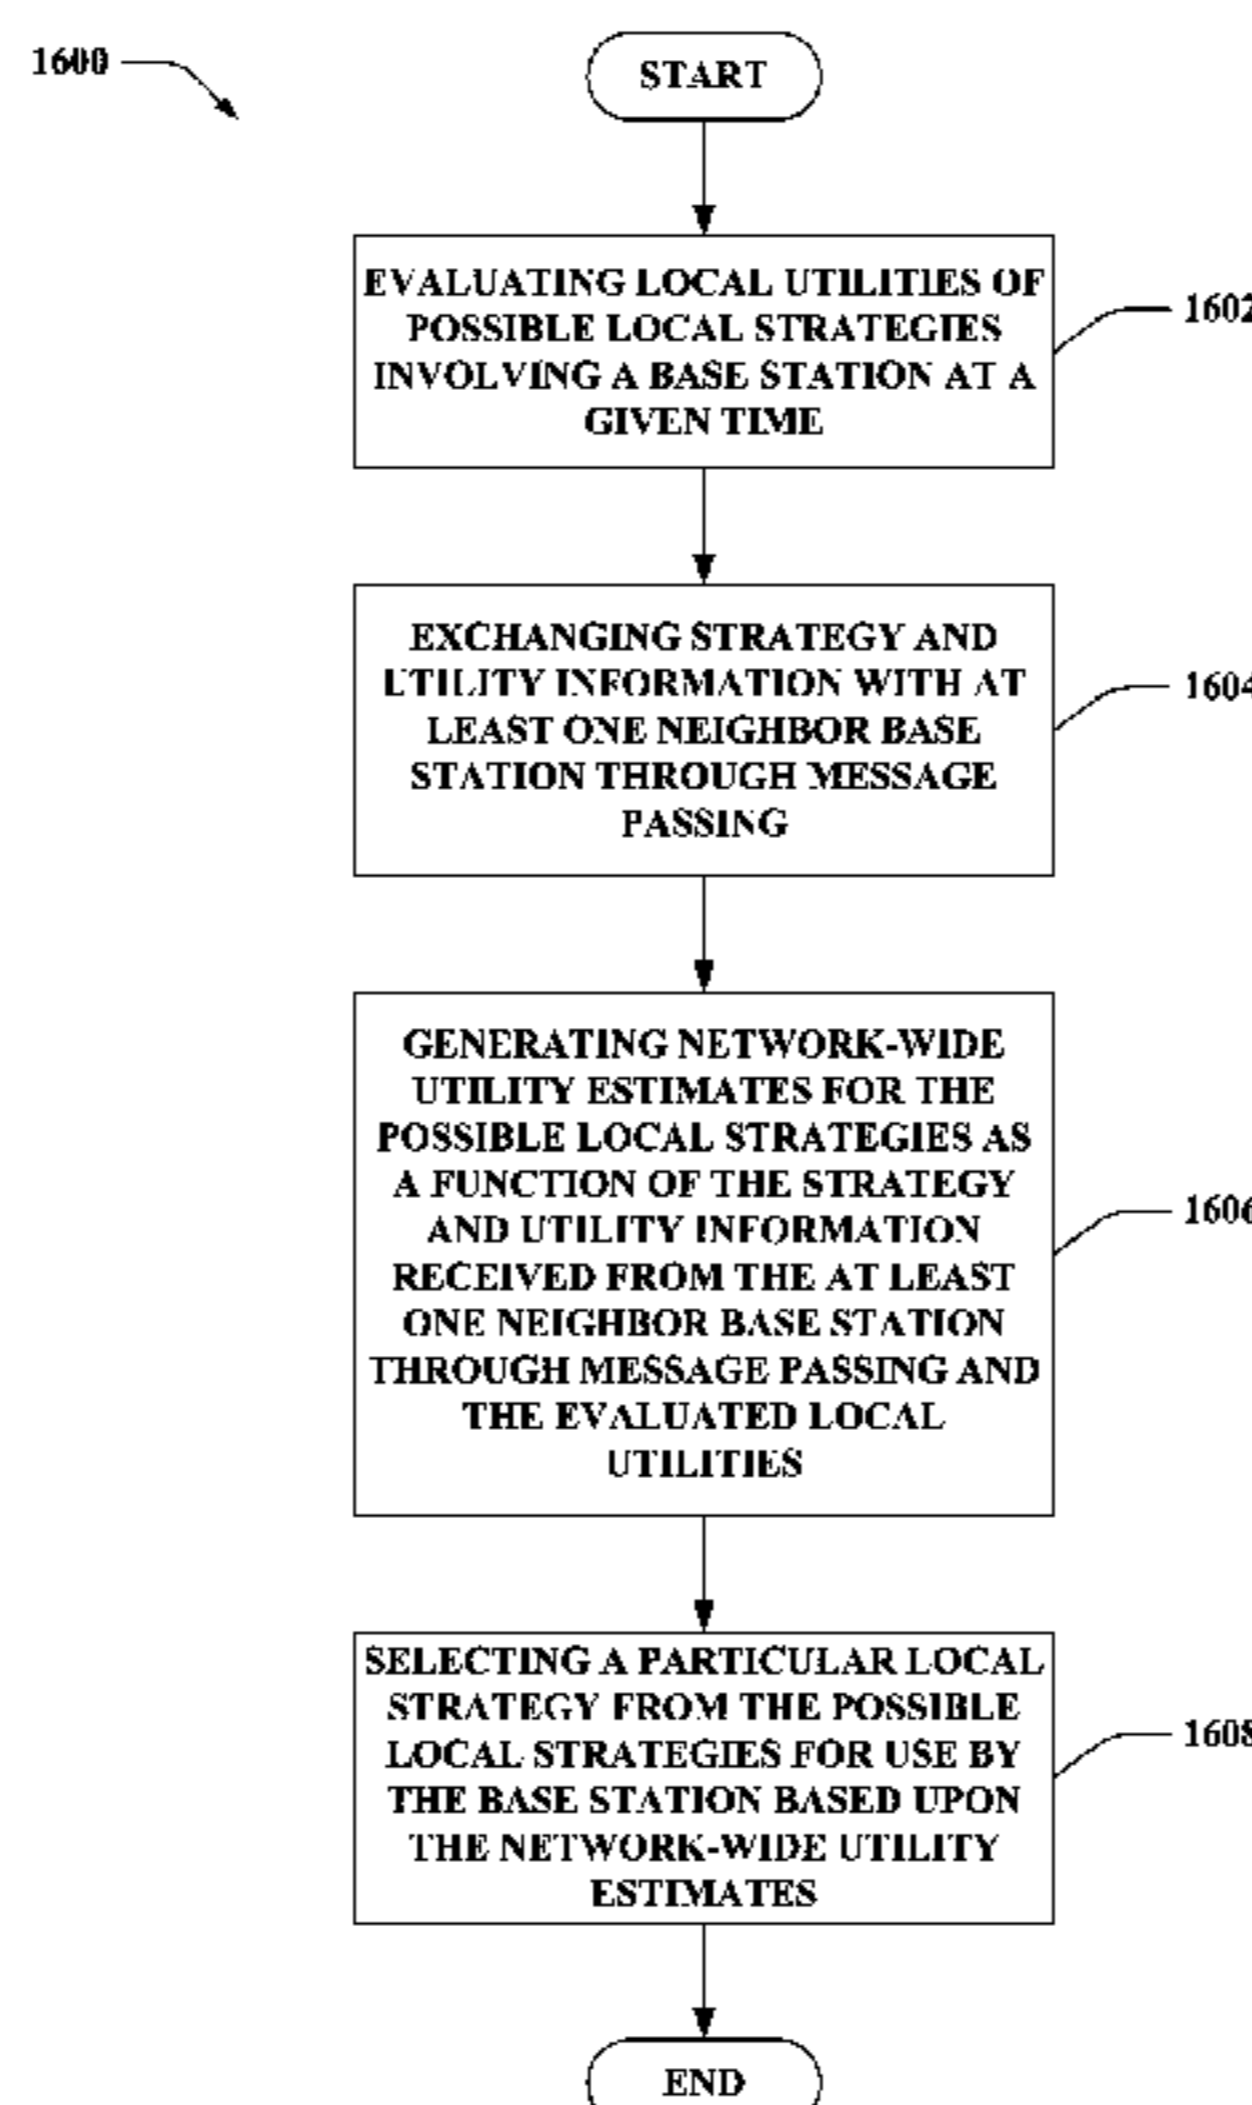 1600
START
EVALUATING LOCAL UTILITIES OF
POSSIBLE LOCAL STRATEGIES
INVOLVING A BASE STATION AT A
GIVEN TIME
1602
EXCHANGING STRATEGY AND
UTILITY INFORMATION WITH AT
LEAST ONE NEIGHBOR BASE
STATION THROUGH MESSAGE
PASSING
1604
GENERATING NETWORK-WIDE
UTILITY ESTIMATES FOR THE
POSSIBLE LOCAL STRATEGIES AS
A FUNCTION OF THE STRATEGY
AND UTILITY INFORMATION
RECEIVED FROM THE AT LEAST
ONE NEIGHBOR BASE STATION
THROUGH MESSAGE PASSING AND
THE EVALUATED LOCAL
UTILITIES
1606
SELECTING A PARTICULAR LOCAL
STRATEGY FROM THE POSSIBLE
LOCAL STRATEGIES FOR USE BY
THE BASE STATION BASED UPON
THE NETWORK-WIDE UTILITY
ESTIMATES
1608
END